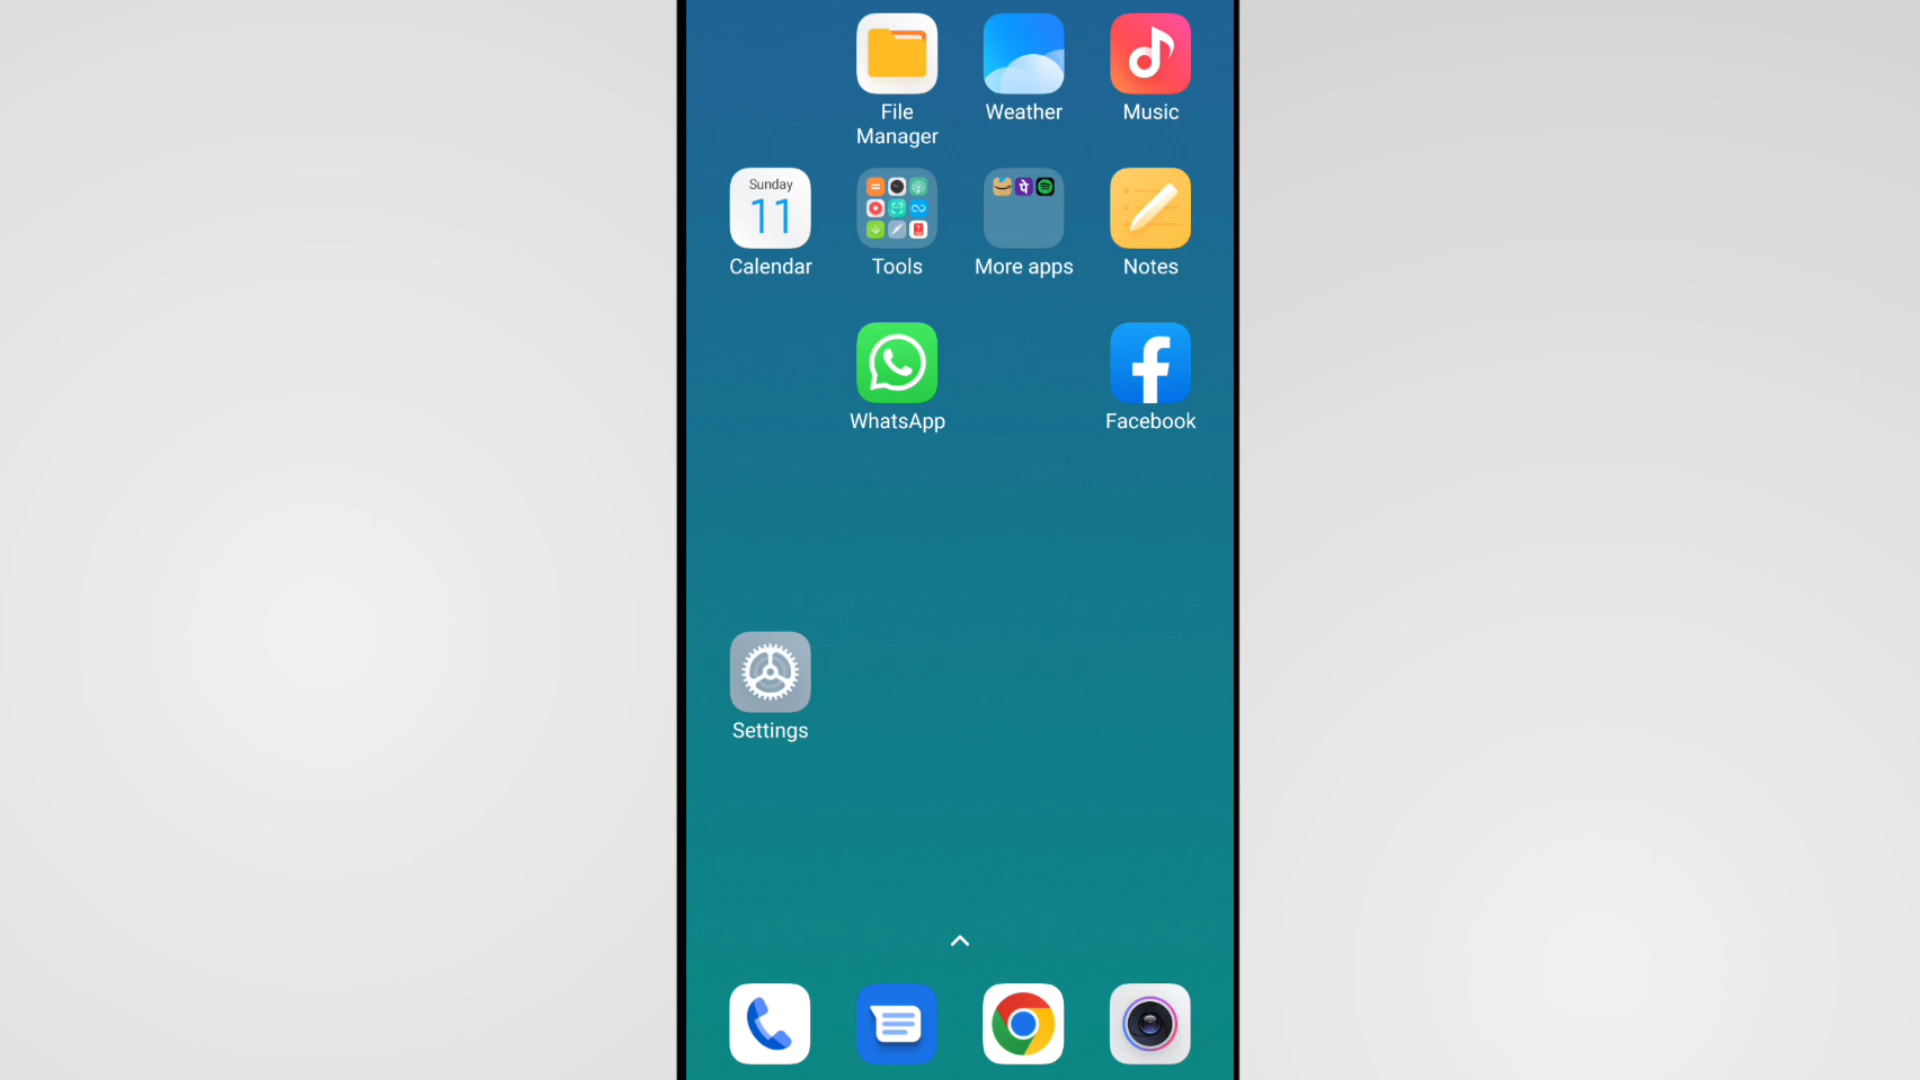 File
Manager
Weather
Music
Sunday
11
Calendar
Tools
पे
More apps
Notes
WhatsApp
Facebook
Settings